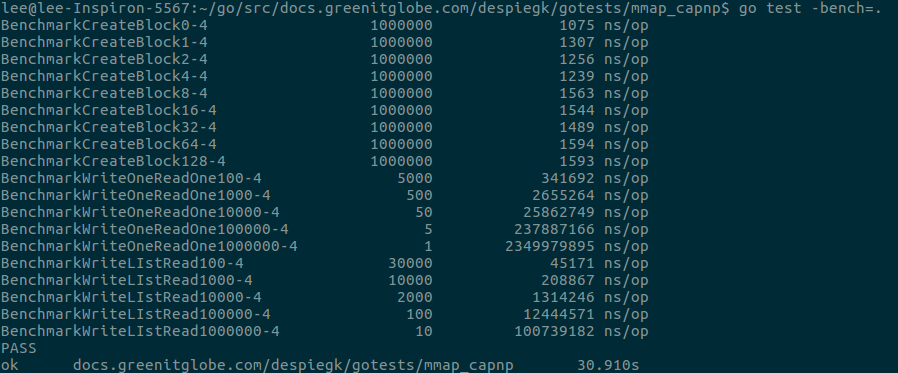 lee@lee-Inspiron-5567:~/go/src/docs.greenitglobe.com/despiegk/gotests/mmap_capnp$ go test -bench=.
BenchmarkCreateBlock0-4 1000000 1075 ns/op
BenchmarkCreateBlock1-4 1000000 1307 ns/op
BenchmarkCreateBlock2-4 1000000 1256 ns/op
BenchmarkCreateBlock4-4 1000000 1239 ns/op
BenchmarkCreateBlock8-4 1000000 1563 ns/op
BenchmarkCreateBlock16-4 1000000 1544 ns/op
BenchmarkCreateBlock32-4 1000000 1489 ns/op
BenchmarkCreateBlock64-4 1000000 1594 ns/op
BenchmarkCreateBlock128-4 1000000 1593 ns/op
BenchmarkWriteOneReadOne100-4 5000 341692 ns/op
BenchmarkWriteOneReadOne1000-4 500 2655264 ns/op
BenchmarkWriteOneReadOne10000-4 50 25862749 ns/op
BenchmarkWriteOneReadOne100000-4 5 237887166 ns/op
BenchmarkWriteOneReadOne1000000-4 1 2349979895 ns/op
BenchmarkWriteLIstRead100-4 30000 45171 ns/op
BenchmarkWriteLIstRead1000-4 10000 208867 ns/op
BenchmarkWriteLIstRead10000-4 2000 1314246 ns/op
BenchmarkWriteLIstRead100000-4 100 12444571 ns/op
BenchmarkWriteLIstRead1000000-4 10 100739182 ns/op
PASS
ok docs.greenitglobe.com/despiegk/gotests/mmap_capnp 30.910s